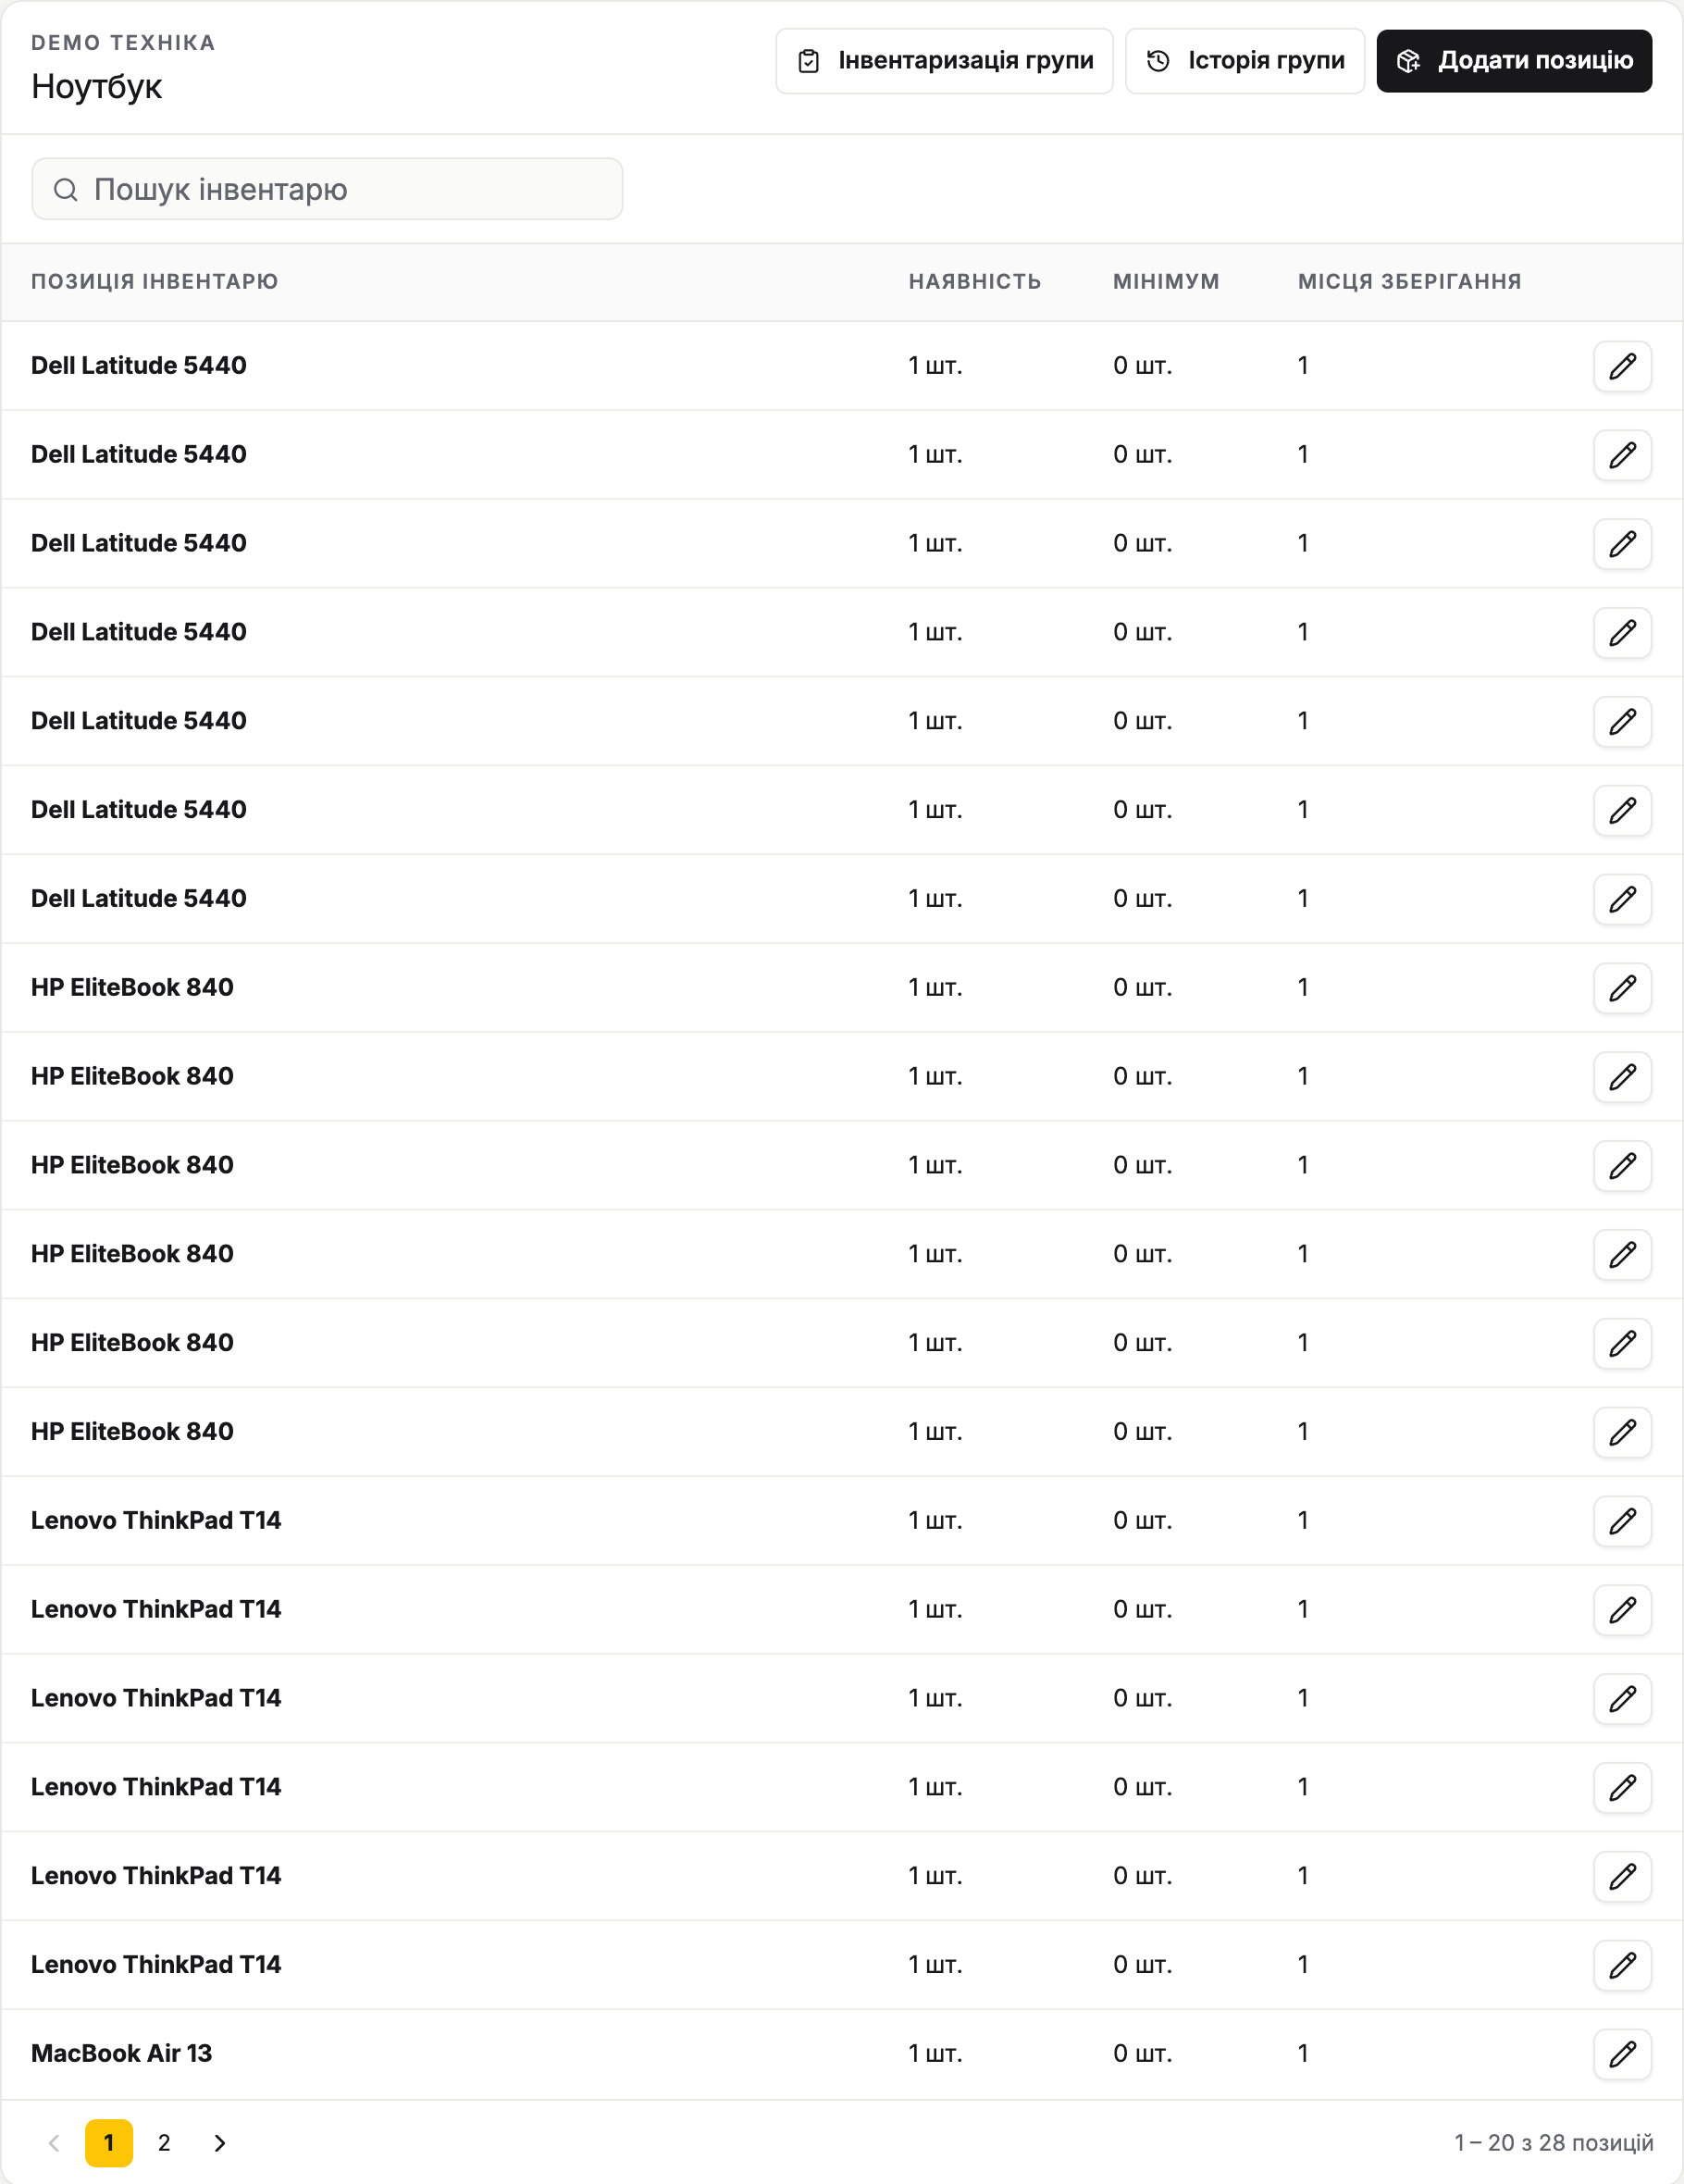 DEMO ТЕХНІКА
Ноутбук
Інвентаризація групи
Історія групи
Додати позицію
Пошук інвентарю
ПОЗИЦІЯ ІНВЕНТАРЮ НАЯВНІСТЬ МІНІМУМ МІСЦЯ ЗБЕРІГАННЯ
Dell Latitude 5440 1 шт. 0 шт. 1
Dell Latitude 5440 1 шт. 0 шт. 1
Dell Latitude 5440 1 шт. 0 шт. 1
Dell Latitude 5440 1 шт. 0 шт. 1
Dell Latitude 5440 1 шт. 0 шт. 1
Dell Latitude 5440 1 шт. 0 шт. 1
Dell Latitude 5440 1 шт. 0 шт. 1
HP EliteBook 840 1 шт. 0 шт. 1
HP EliteBook 840 1 шт. 0 шт. 1
HP EliteBook 840 1 шт. 0 шт. 1
HP EliteBook 840 1 шт. 0 шт. 1
HP EliteBook 840 1 шт. 0 шт. 1
HP EliteBook 840 1 шт. 0 шт. 1
Lenovo ThinkPad T14 1 шт. 0 шт. 1
Lenovo ThinkPad T14 1 шт. 0 шт. 1
Lenovo ThinkPad T14 1 шт. 0 шт. 1
Lenovo ThinkPad T14 1 шт. 0 шт. 1
Lenovo ThinkPad T14 1 шт. 0 шт. 1
Lenovo ThinkPad T14 1 шт. 0 шт. 1
MacBook Air 13 1 шт. 0 шт. 1
1 2 1 – 20 з 28 позицій